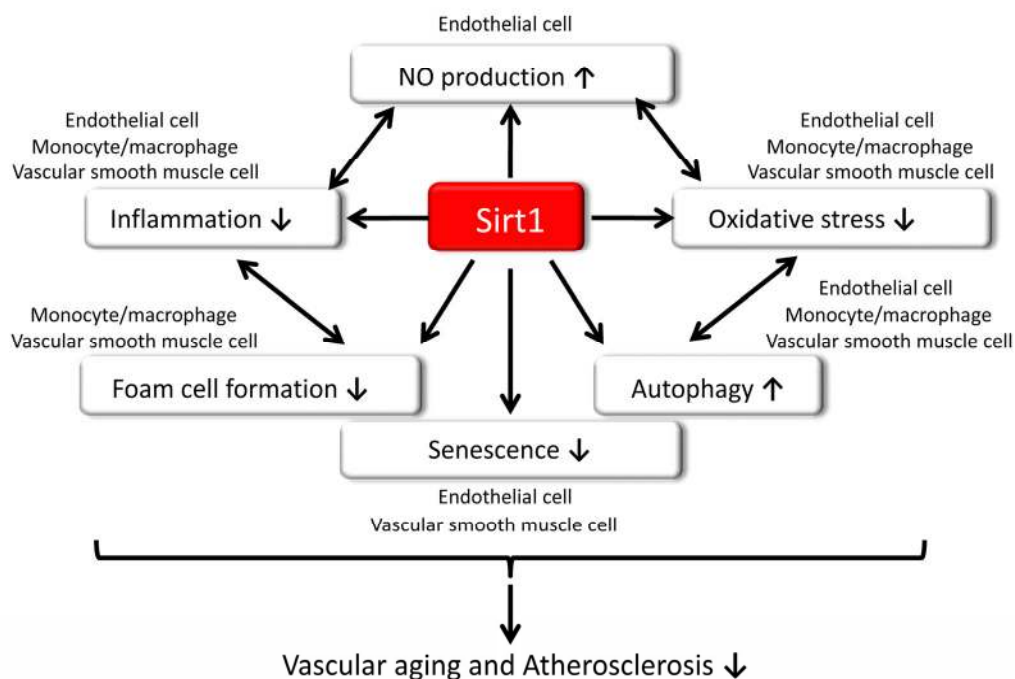 Endothelial cell
NO production ↑
Endothelial cell
Monocyte/macrophage
Vascular smooth muscle cell
Inflammation ↓
Sirt1
Endothelial cell
Monocyte/macrophage
Vascular smooth muscle cell
Oxidative stress ↓
Monocyte/macrophage
Vascular smooth muscle cell
Foam cell formation ↓
Endothelial cell
Monocyte/macrophage
Vascular smooth muscle cell
Autophagy ↑
Senescence ↓
Endothelial cell
Vascular smooth muscle cell
Vascular aging and Atherosclerosis ↓